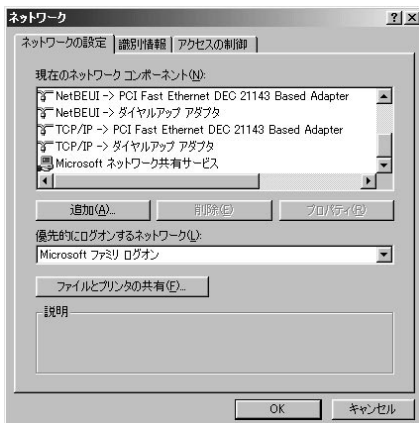 ネットワーク
ネットワークの設定 識別情報 アクセスの制御
現在のネットワーク コンポーネント(N):
NetBEUI -> PCI Fast Ethernet DEC 21143 Based Adapter
NetBEUI -> ダイヤルアップ アダプタ
TCP/IP -> PCI Fast Ethernet DEC 21143 Based Adapter
TCP/IP -> ダイヤルアップ アダプタ
Microsoft ネットワーク共有サービス
追加(A)... 削除(E) プロパティ(R)
優先的にログオンするネットワーク(L):
Microsoft ファミリ ログオン
ファイルとプリンタの共有(F)...
説明
OK キャンセル